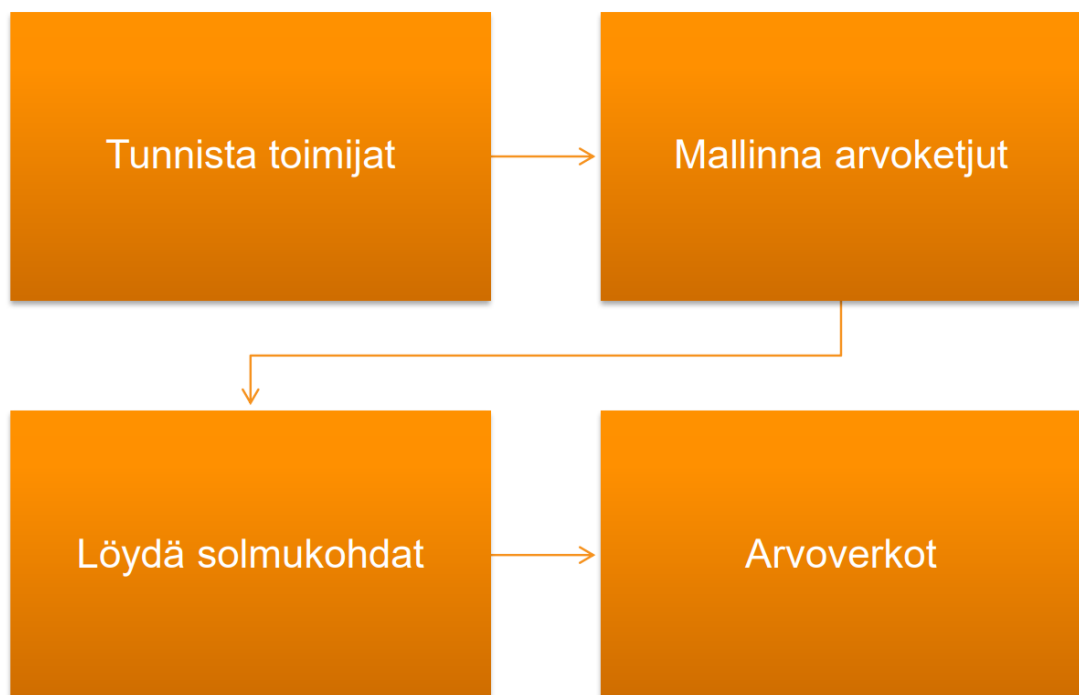 Tunnista toimijat
Mallinna arvoketjut
Löydä solmukohdat
Arvoverkot